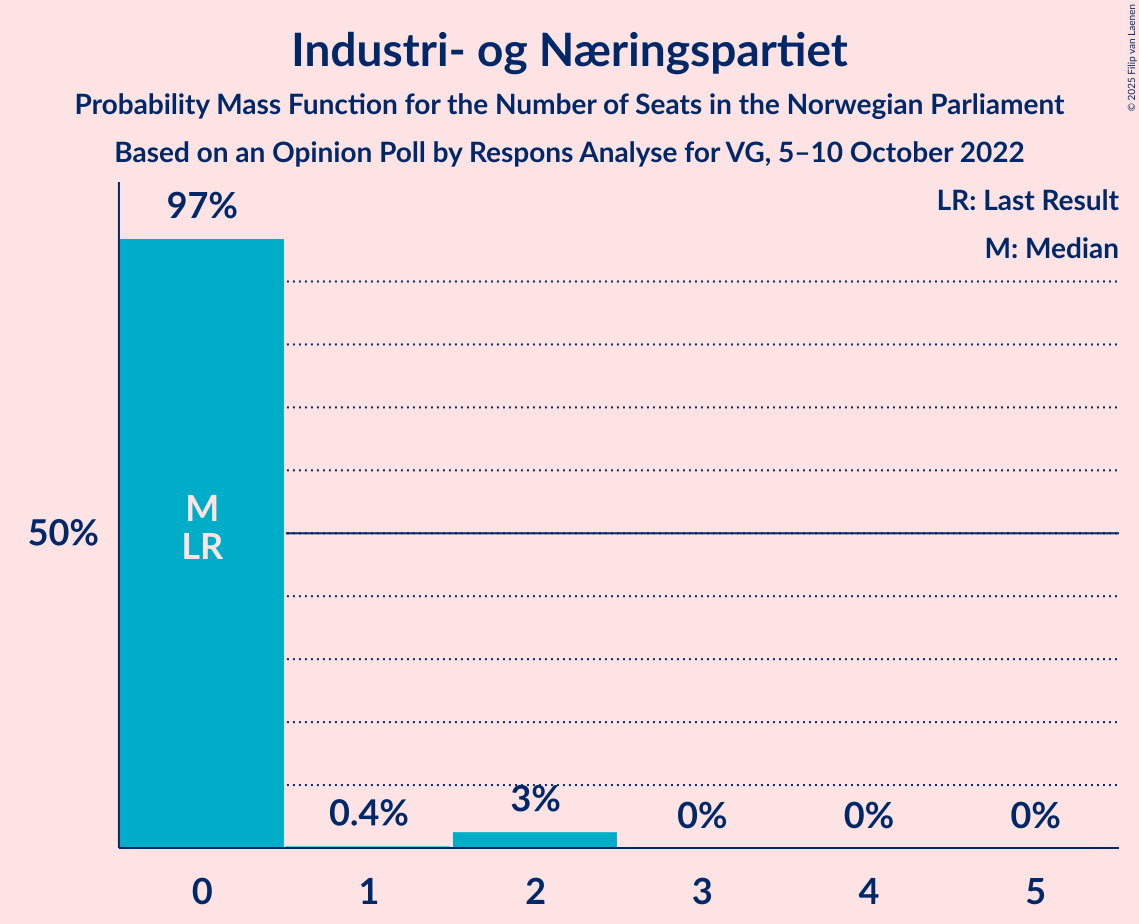 Industri- og Næringspartiet
Probability Mass Function for the Number of Seats in the Norwegian Parliament
Based on an Opinion Poll by Respons Analyse for VG, 5–10 October 2022
© 2025 Filip van Laenen
LR: Last Result
M: Median
97%
50%
M
LR
0.4%
3%
0%
0%
0%
0
1
2
3
4
5